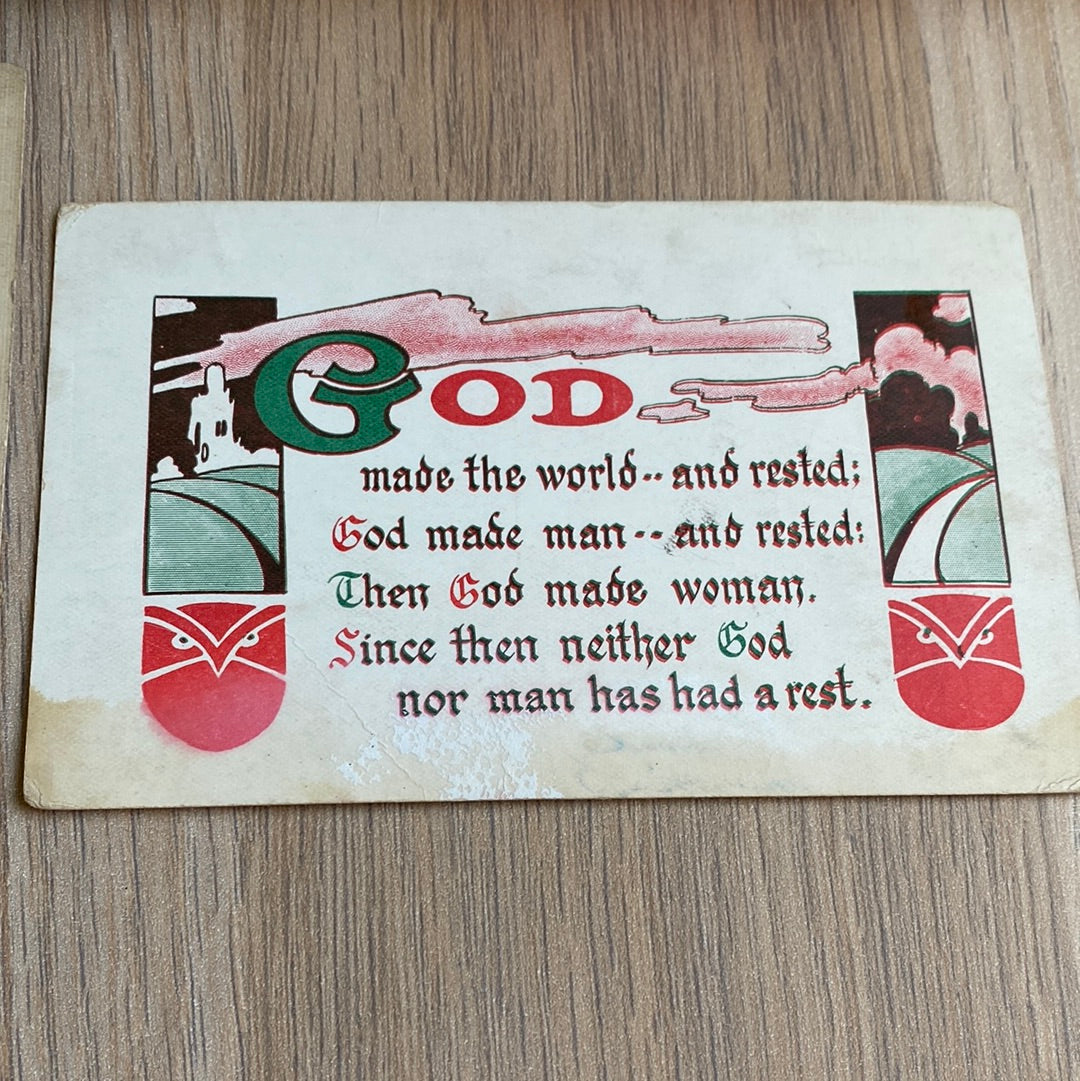 GOD
made the world -- and rested;
God made man -- and rested:
Then God made woman.
Since then neither God
nor man has had a rest.